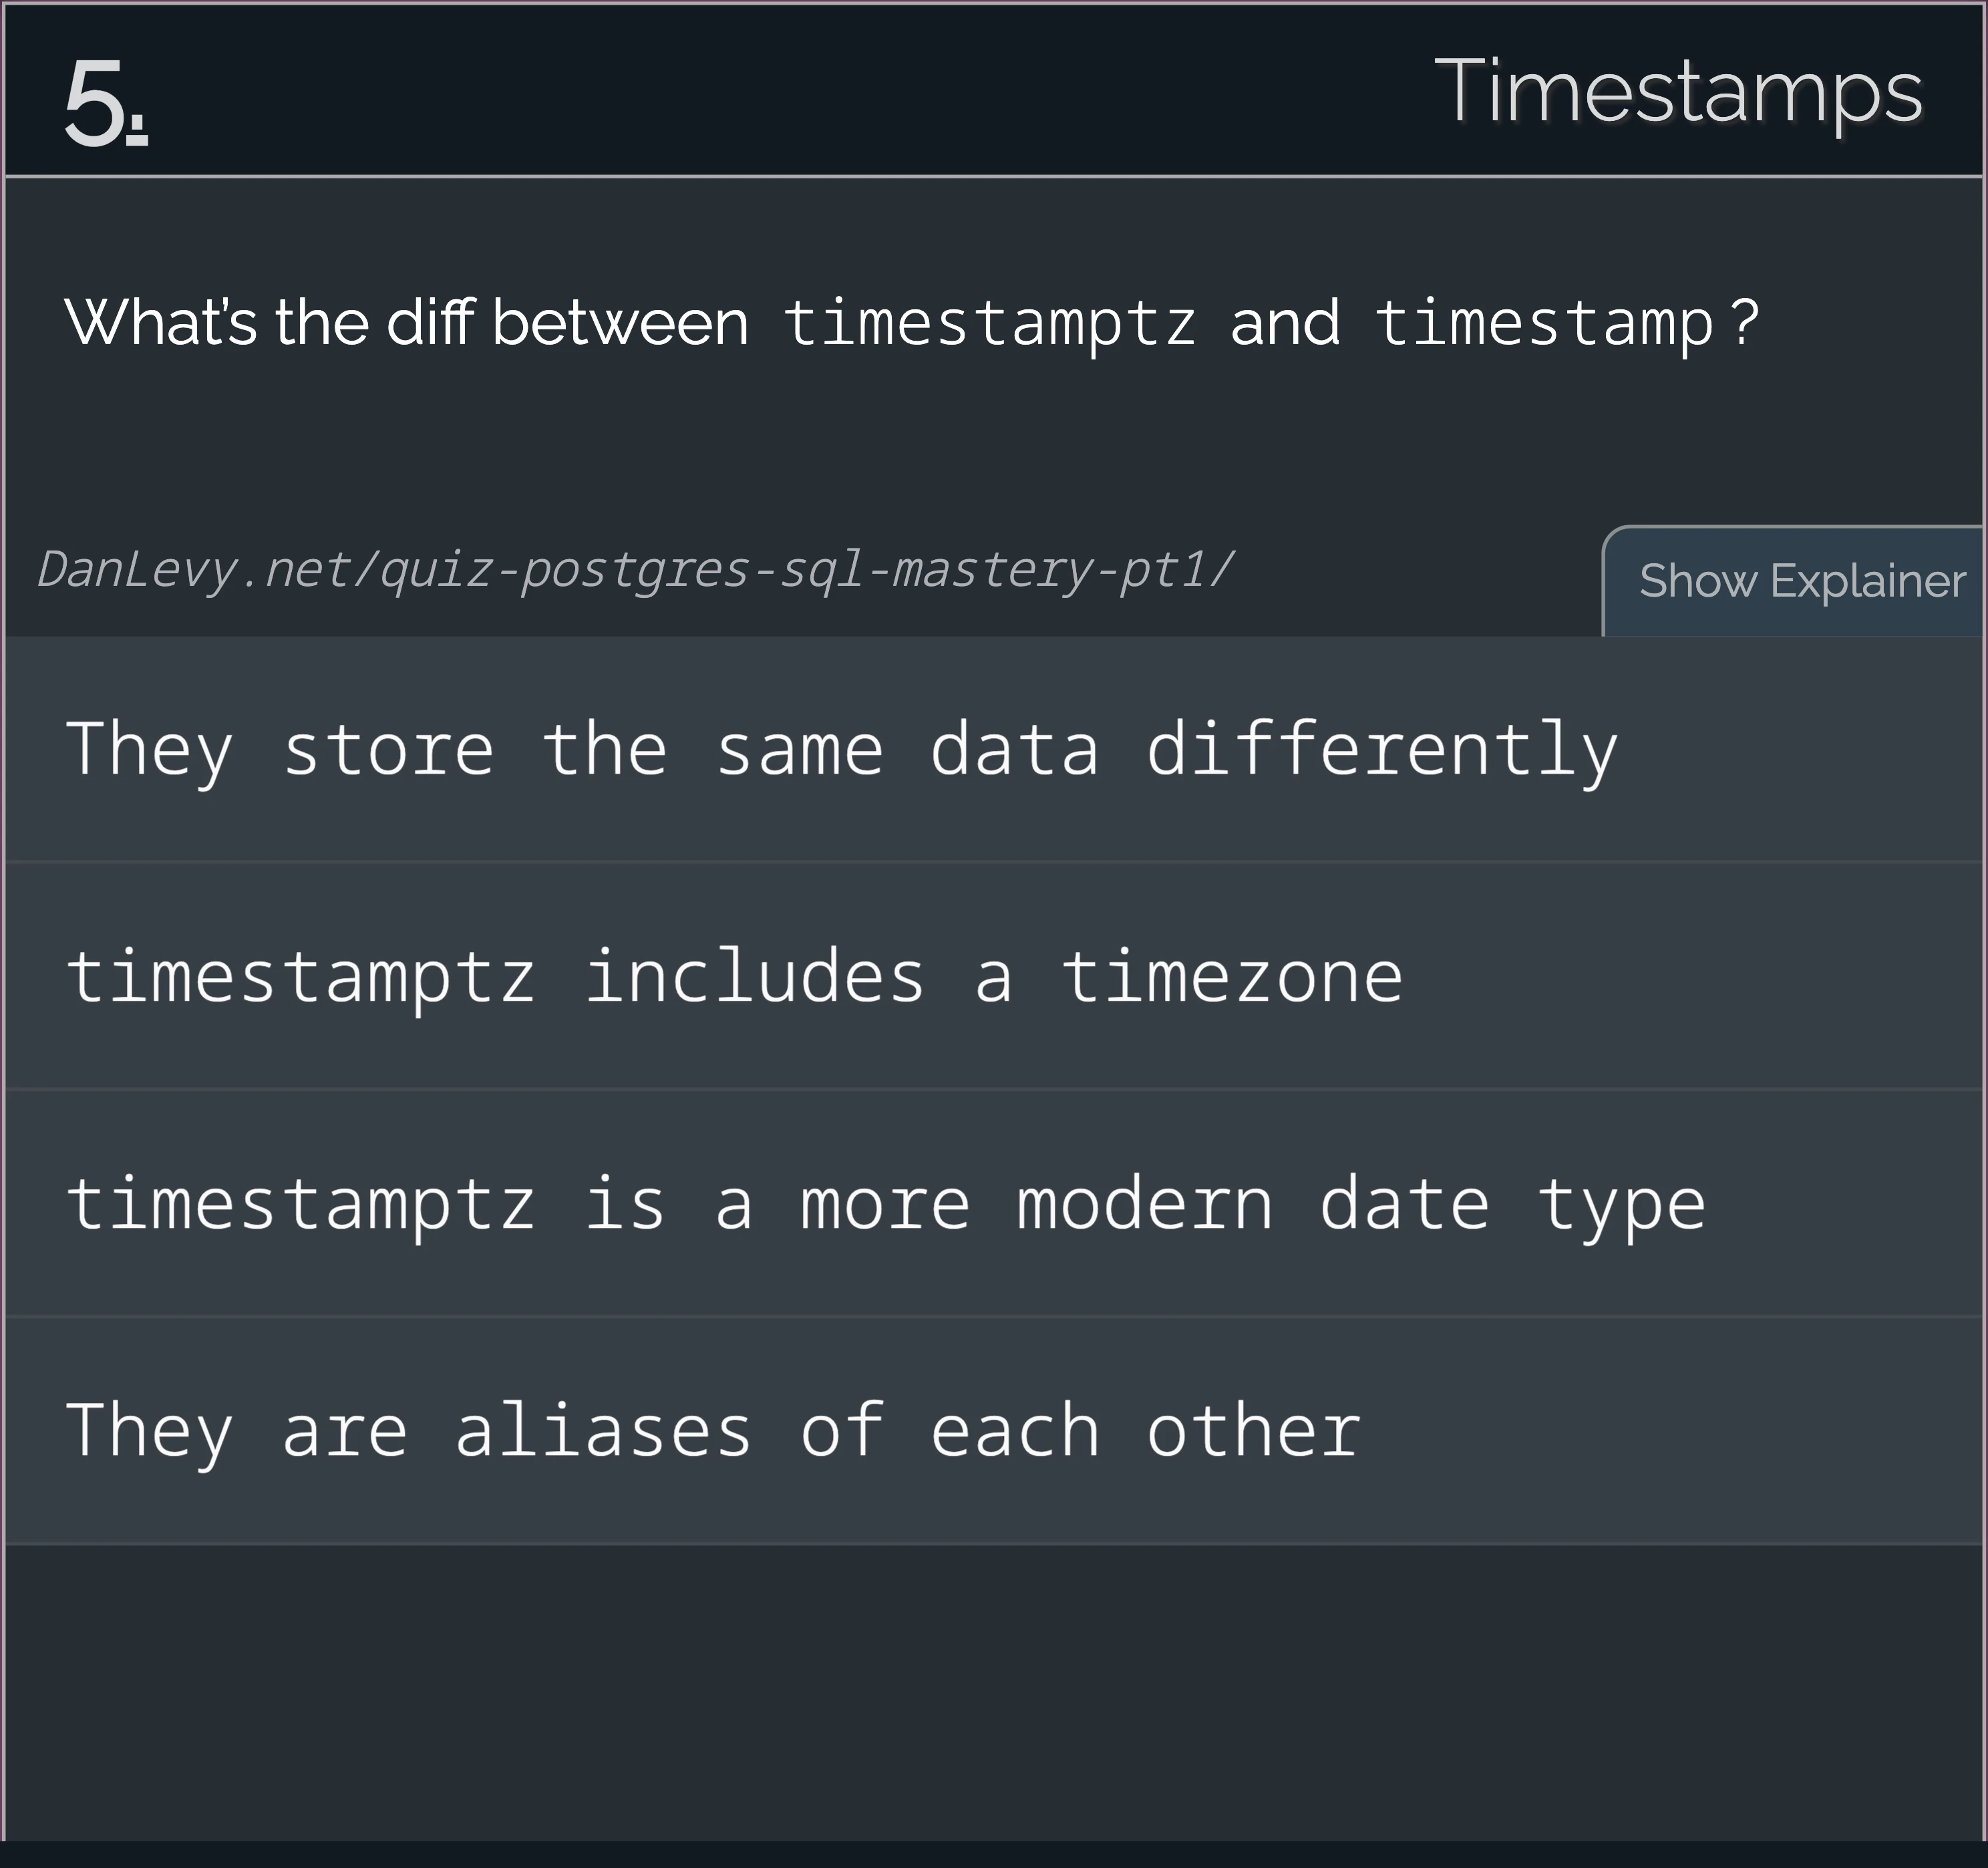 5.
Timestamps
What's the diff between timestamptz and timestamp?
DanLevy.net/quiz-postgres-sql-mastery-pt1/
Show Explainer
They store the same data differently
timestamptz includes a timezone
timestamptz is a more modern date type
They are aliases of each other